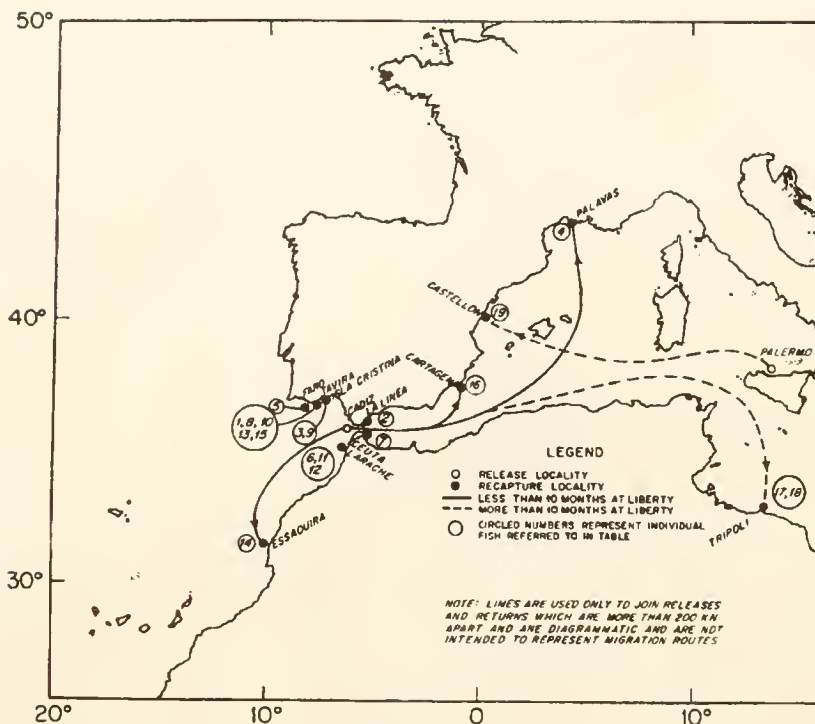 50°
40°
30°
20°
10°
0
10°
PALAVAS
4
CASTELLON
19
PALERMO
CARTAGENA
16
FARO
TAVIRA
ISLA CRISTINA
5
1, 8, 10
13, 15
3,9
CADIZ
LA LINEA
2
7
CEUTA
LARACHE
6,11
12
14
ESSAOUIRA
17,18
TRIPOLI
LEGEND
RELEASE LOCALITY
RECAPTURE LOCALITY
LESS THAN 10 MONTHS AT LIBERTY
MORE THAN 10 MONTHS AT LIBERTY
CIRCLED NUMBERS REPRESENT INDIVIDUAL
FISH REFERRED TO IN TABLE
NOTE: LINES ARE USED ONLY TO JOIN RELEASES
AND RETURNS WHICH ARE MORE THAN 200 KN
APART AND ARE DIAGRAMMATIC AND ARE NOT
INTENDED TO REPRESENT MIGRATION ROUTES